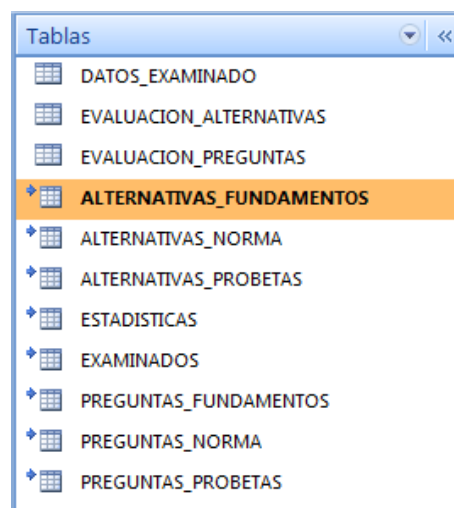 Tablas
DATOS_EXAMINADO
EVALUACION_ALTERNATIVAS
EVALUACION_PREGUNTAS
ALTERNATIVAS_FUNDAMENTOS
ALTERNATIVAS_NORMA
ALTERNATIVAS_PROBETAS
ESTADISTICAS
EXAMINADOS
PREGUNTAS_FUNDAMENTOS
PREGUNTAS_NORMA
PREGUNTAS_PROBETAS